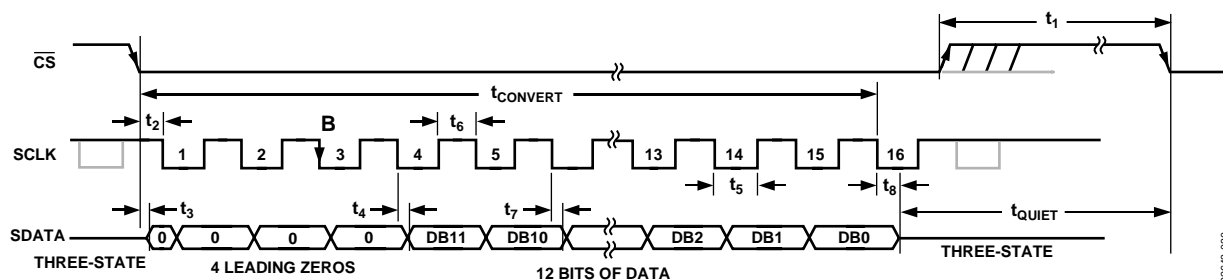 t1
CS
tCONVERT
t2
B
t6
SCLK
1
2
3
4
5
13
14
15
16
t5
t8
t3
t4
t7
tQUIET
SDATA
0
0
0
0
DB11
DB10
DB2
DB1
DB0
THREE-STATE
4 LEADING ZEROS
12 BITS OF DATA
THREE-STATE